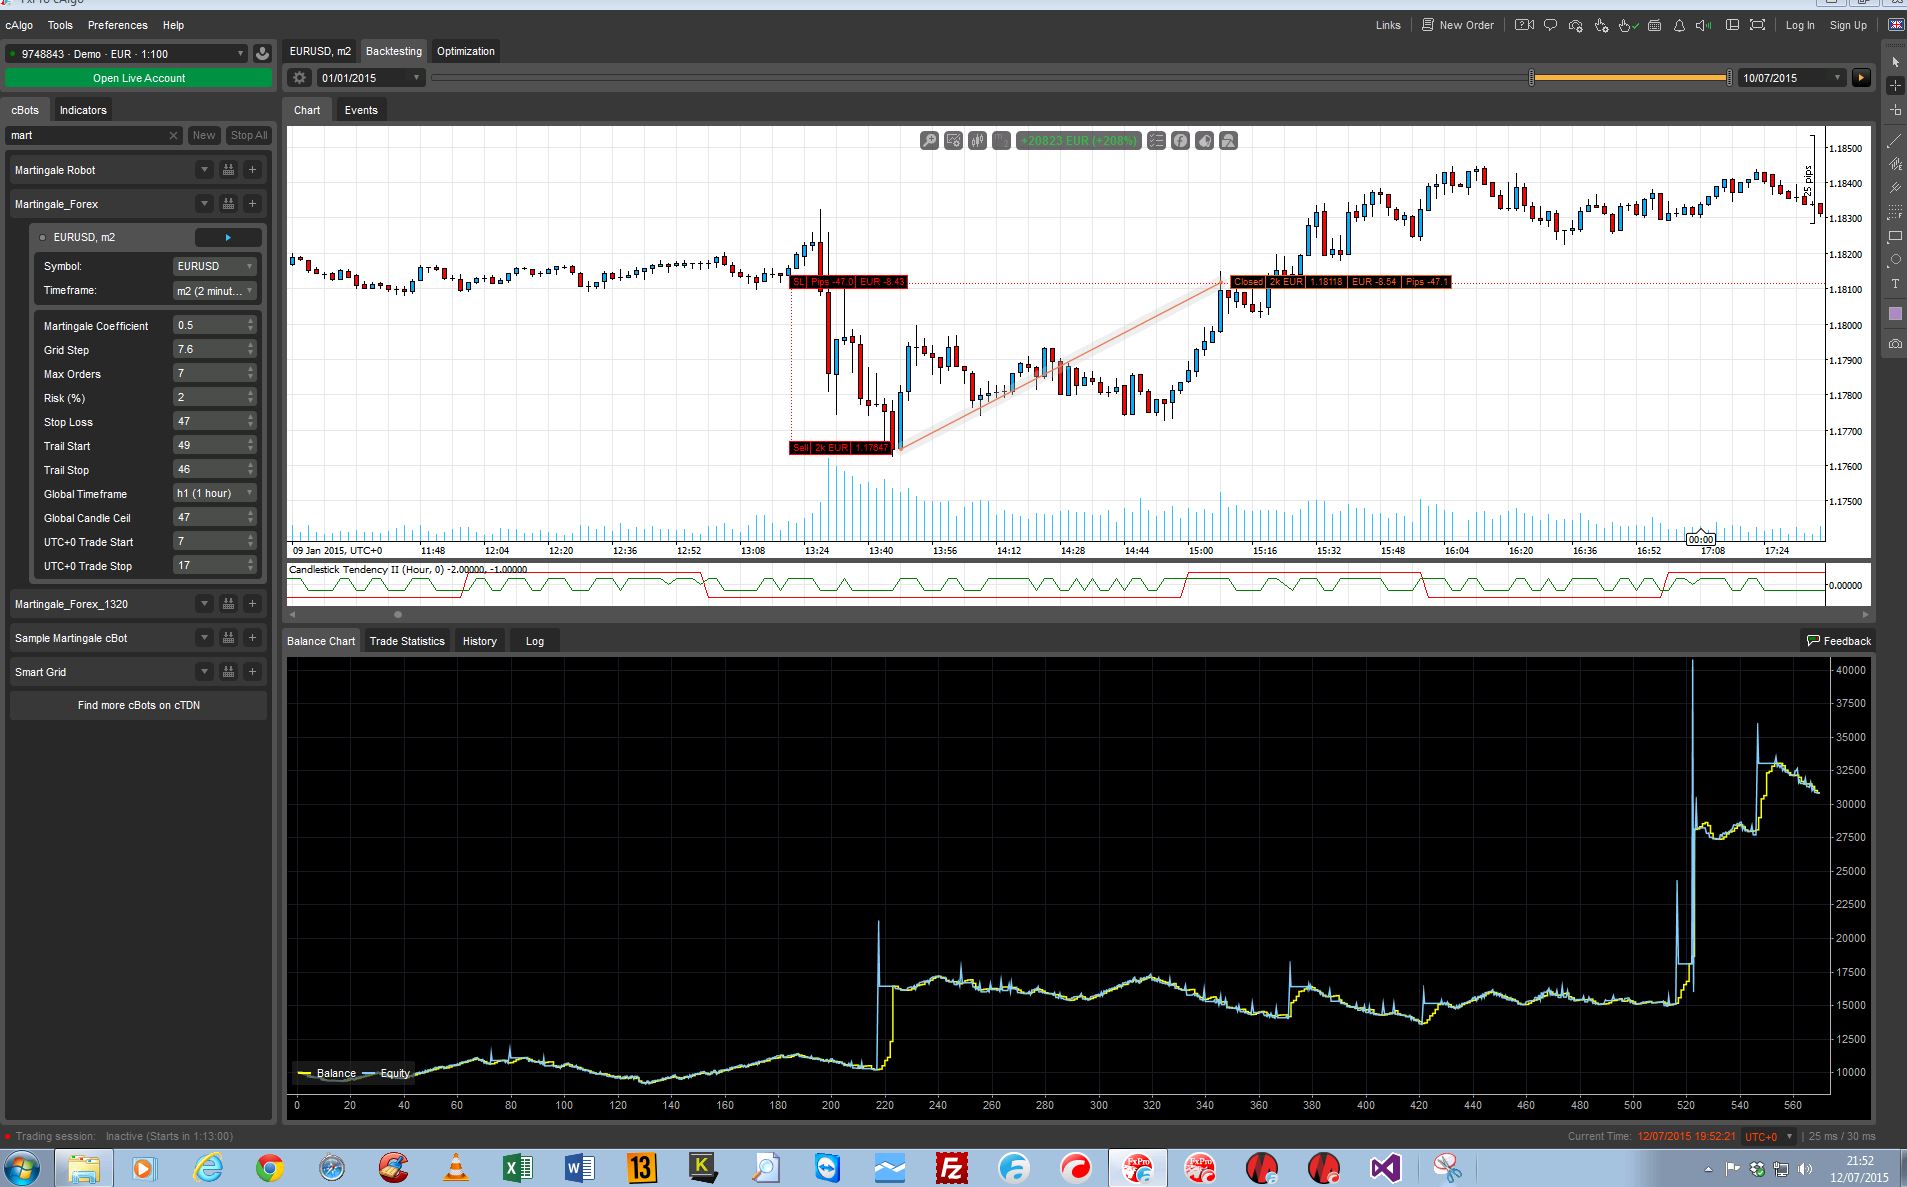 FxPro cAlgo
cAlgo Tools Preferences Help
Links New Order Log In Sign Up
9748843 · Demo · EUR · 1:100
Open Live Account
EURUSD, m2 Backtesting Optimization
01/01/2015 10/07/2015
cBots Indicators
Chart Events
mart New Stop All
Martingale Robot
Martingale_Forex
EURUSD, m2
Symbol: EURUSD
Timeframe: m2 (2 minut...
Martingale Coefficient 0.5
Grid Step 7.6
Max Orders 7
Risk (%) 2
Stop Loss 47
Trail Start 49
Trail Stop 46
Global Timeframe h1 (1 hour)
Global Candle Ceil 47
UTC+0 Trade Start 7
UTC+0 Trade Stop 17
Martingale_Forex_1320
Sample Martingale cBot
Smart Grid
Find more cBots on cTDN
+20823 EUR (+208%)
25 pips
1.18500
1.18400
1.18300
1.18200
1.18100
1.18000
1.17900
1.17800
1.17700
1.17600
1.17500
SL Pips -47.0 EUR -8.43
Closed 2k EUR 1.18118 EUR -8.54 Pips -47.1
Sell 2k EUR 1.17647
00:00
09 Jan 2015, UTC+0 11:48 12:04 12:20 12:36 12:52 13:08 13:24 13:40 13:56 14:12 14:28 14:44 15:00 15:16 15:32 15:48 16:04 16:20 16:36 16:52 17:08 17:24
Candlestick Tendency II (Hour, 0) -2.00000, -1.00000
0.00000
Balance Chart Trade Statistics History Log
Feedback
40000
37500
35000
32500
30000
27500
25000
22500
20000
17500
15000
12500
10000
Balance Equity
0 20 40 60 80 100 120 140 160 180 200 220 240 260 280 300 320 340 360 380 400 420 440 460 480 500 520 540 560
Trading session: Inactive (Starts in 1:13:00)
Current Time: 12/07/2015 19:52:21 UTC+0 25 ms / 30 ms
13
K
FZ
FxPro
FxPro
21:52
12/07/2015